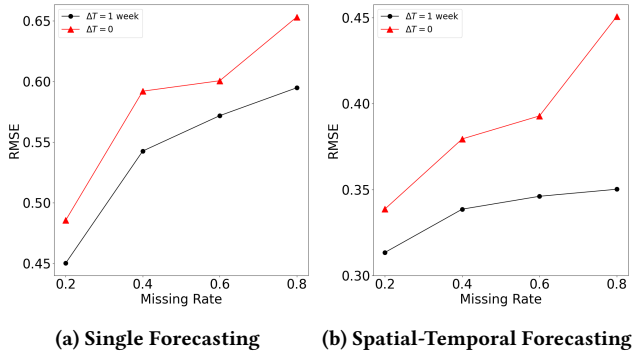 ΔT = 1 week
ΔT = 0
0.65
0.60
0.55
0.50
0.45
RMSE
0.2 0.4 0.6 0.8
Missing Rate
(a) Single Forecasting
ΔT = 1 week
ΔT = 0
0.45
0.40
0.35
0.30
RMSE
0.2 0.4 0.6 0.8
Missing Rate
(b) Spatial-Temporal Forecasting